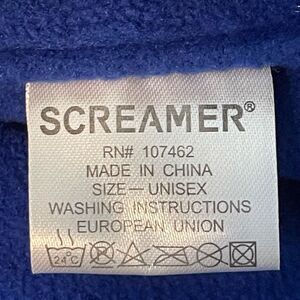 SCREAMER®
RN# 107462
MADE IN CHINA
SIZE—UNISEX
WASHING INSTRUCTIONS
EUROPEAN UNION
24°C